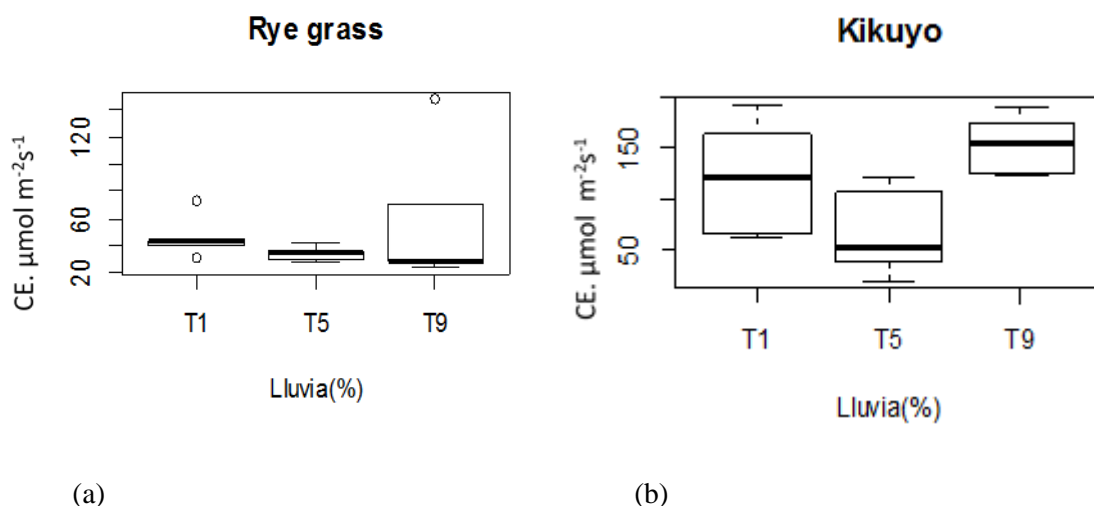 Rye grass
CE. μmol m⁻²s⁻¹
120
60
20
T1 T5 T9
Lluvia(%)
(a)
Kikuyo
CE. μmol m⁻²s⁻¹
150
50
T1 T5 T9
Lluvia(%)
(b)